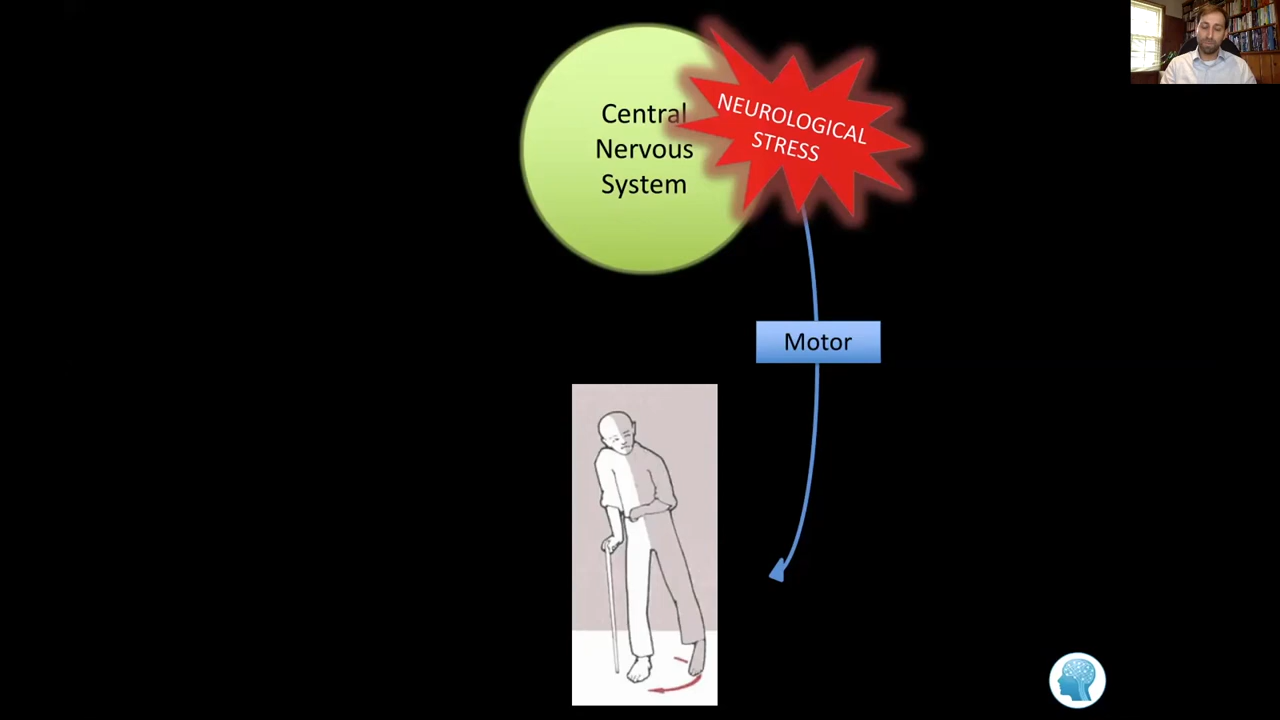 Central
Nervous
System
NEUROLOGICAL
STRESS
Motor